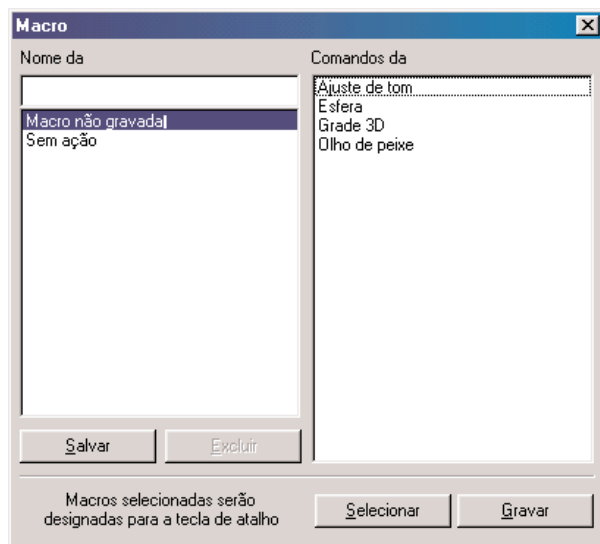 Macro
Nome da
Comandos da
Macro não gravada
Sem ação
Ajuste de tom
Esfera
Grade 3D
Olho de peixe
Salvar
Excluir
Macros selecionadas serão
designadas para a tecla de atalho
Selecionar
Gravar